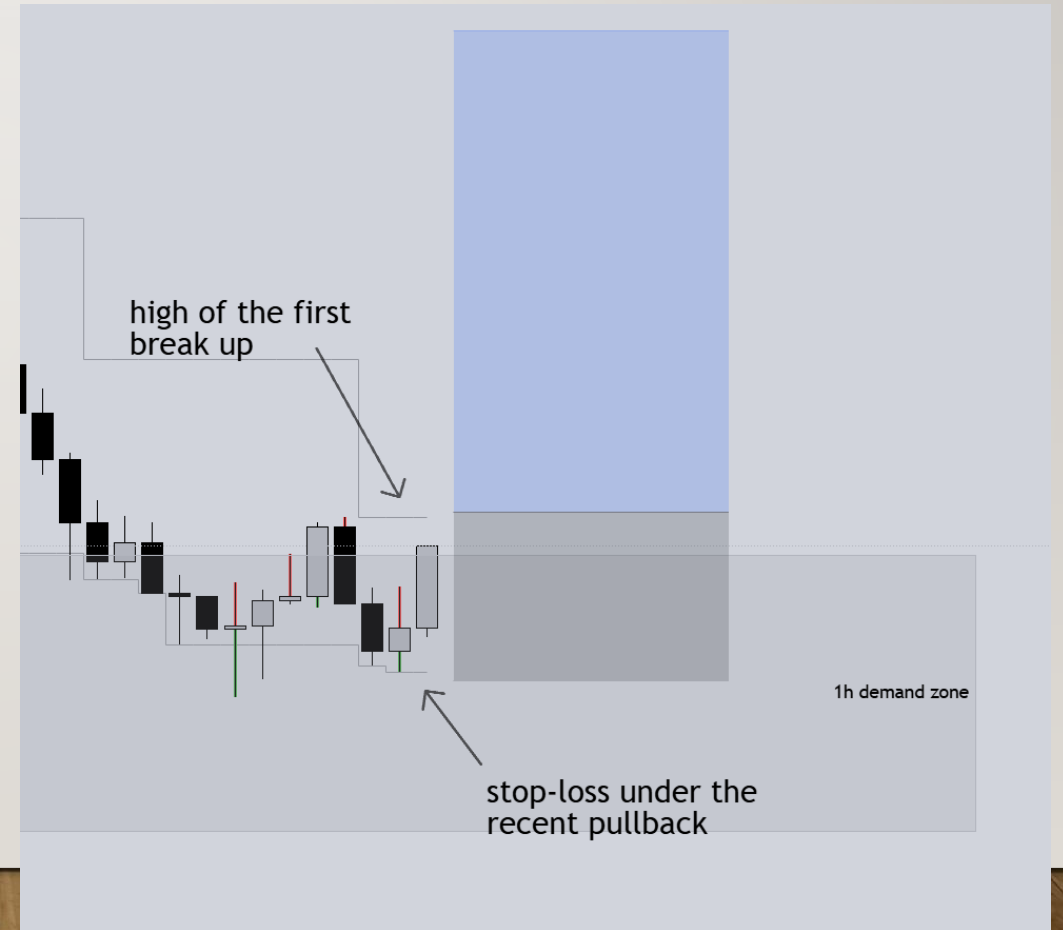 high of the first
break up
1h demand zone
stop-loss under the
recent pullback